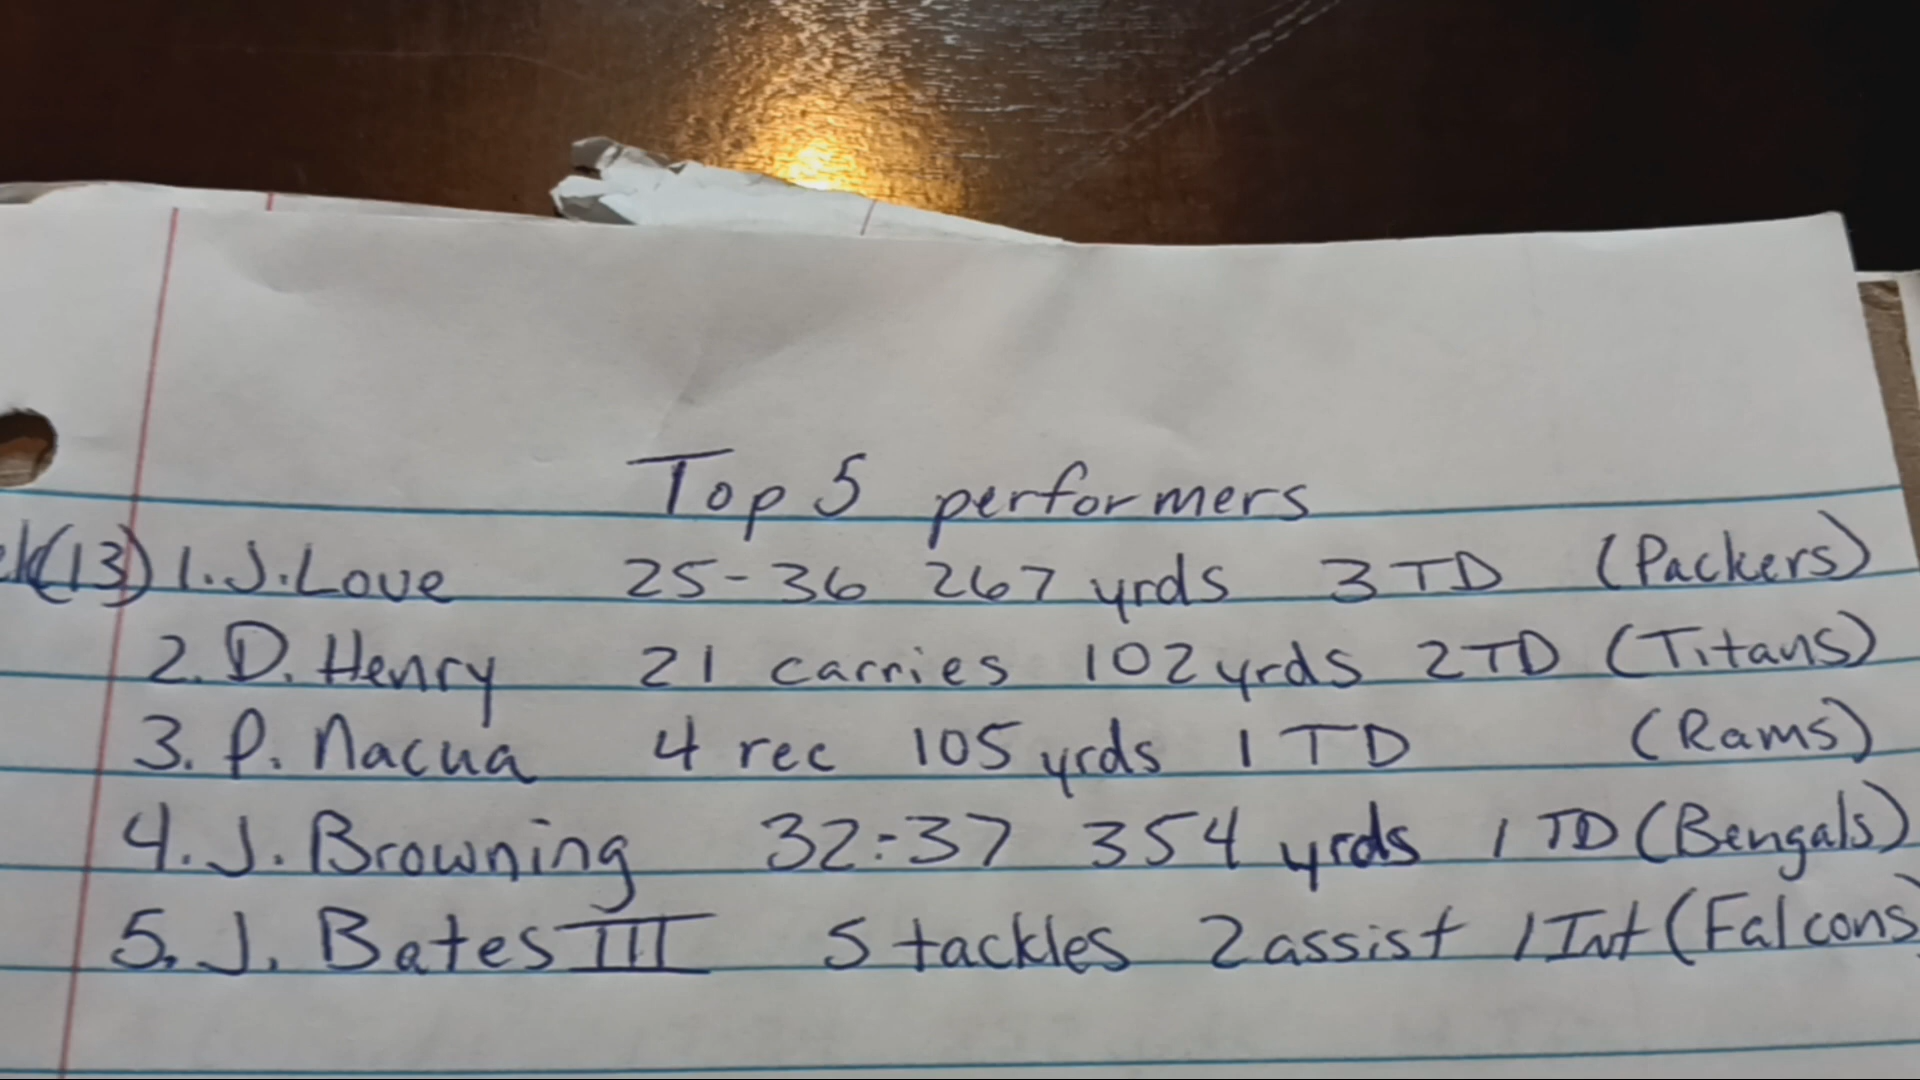 Top 5 performers
(13) 1. J. Love 25-36 267 yrds 3 TD (Packers)
2. D. Henry 21 carries 102 yrds 2 TD (Titans)
3. P. Nacua 4 rec 105 yrds 1 TD (Rams)
4. J. Browning 32-37 354 yrds 1 TD (Bengals)
5. J. Bates III 5 tackles 2 assist 1 Int (Falcons